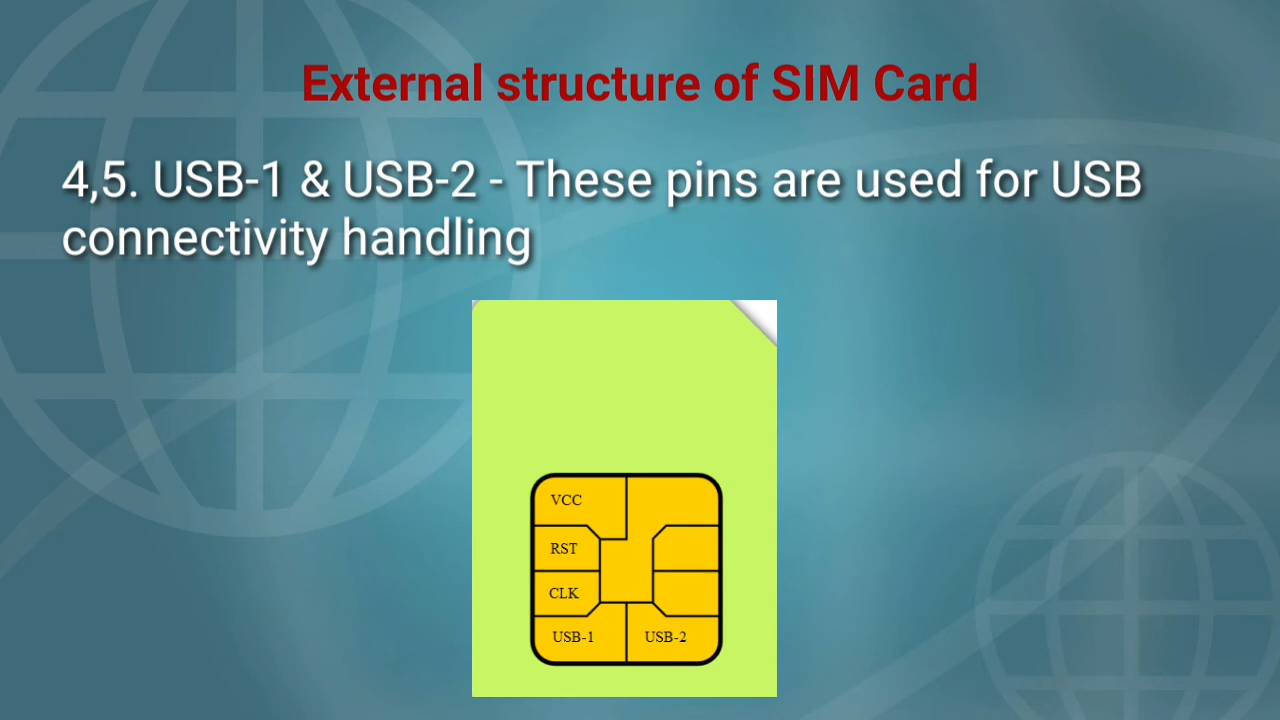 External structure of SIM Card
4,5. USB-1 & USB-2 - These pins are used for USB
connectivity handling
VCC
RST
CLK
USB-1
USB-2